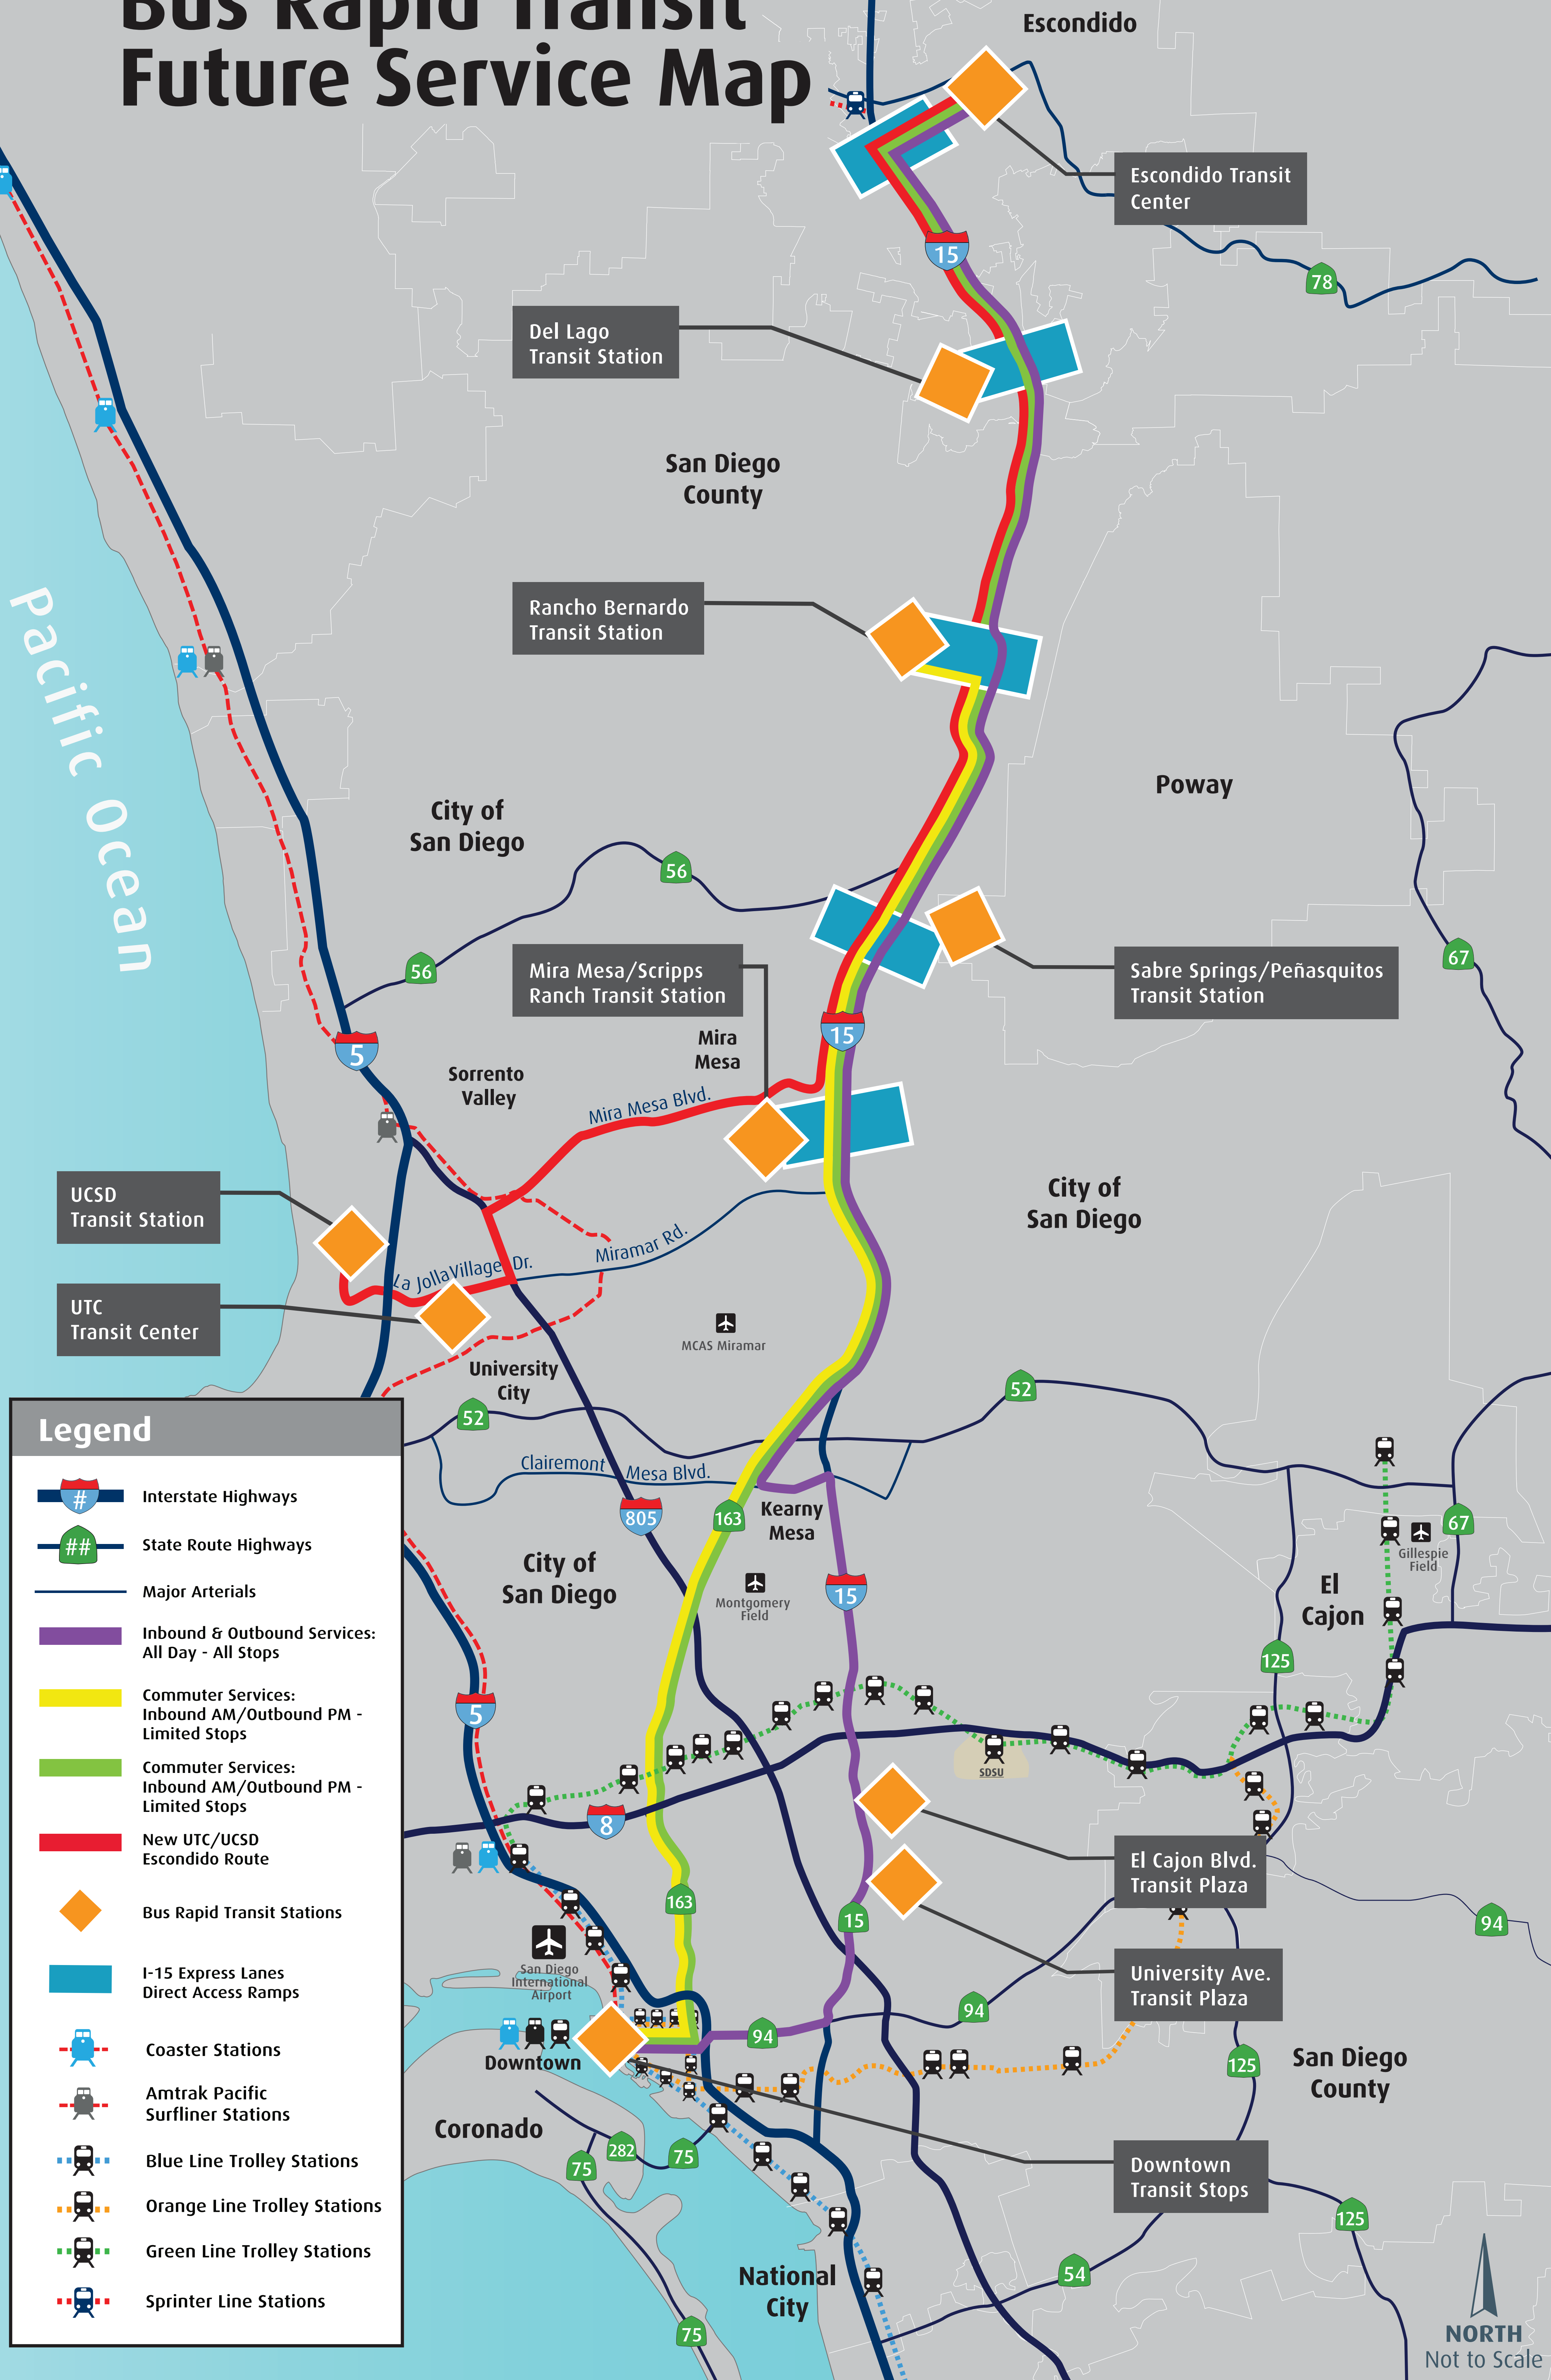 Bus Rapid Transit
Future Service Map
Escondido
Escondido Transit
Center
15
78
Del Lago
Transit Station
San Diego
County
Rancho Bernardo
Transit Station
Pacific Ocean
Poway
City of
San Diego
56
56
67
Mira Mesa/Scripps
Ranch Transit Station
Sabre Springs/Peñasquitos
Transit Station
15
5
Mira
Mesa
Sorrento
Valley
Mira Mesa Blvd.
UCSD
Transit Station
City of
San Diego
La Jolla Village Dr.
Miramar Rd.
UTC
Transit Center
MCAS Miramar
University
City
52
52
Clairemont Mesa Blvd.
805
163
Kearny
Mesa
67
Gillespie
Field
City of
San Diego
Montgomery
Field
15
El
Cajon
125
5
SDSU
8
El Cajon Blvd.
Transit Plaza
163
15
94
San Diego
International
Airport
University Ave.
Transit Plaza
94
94
Downtown
125
San Diego
County
Coronado
282
75
75
Downtown
Transit Stops
125
54
National
City
75
NORTH
Not to Scale
Legend
#
Interstate Highways
##
State Route Highways
Major Arterials
Inbound & Outbound Services:
All Day - All Stops
Commuter Services:
Inbound AM/Outbound PM -
Limited Stops
Commuter Services:
Inbound AM/Outbound PM -
Limited Stops
New UTC/UCSD
Escondido Route
Bus Rapid Transit Stations
I-15 Express Lanes
Direct Access Ramps
Coaster Stations
Amtrak Pacific
Surfliner Stations
Blue Line Trolley Stations
Orange Line Trolley Stations
Green Line Trolley Stations
Sprinter Line Stations